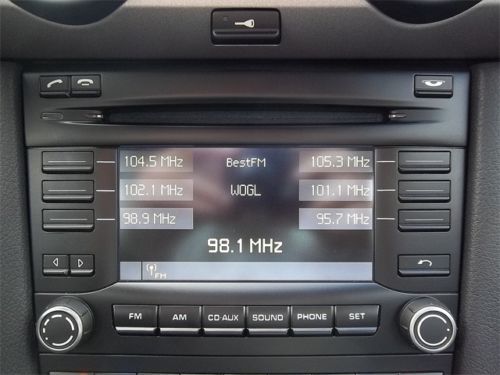 104.5 MHz BestFM 105.3 MHz
102.1 MHz WOGL 101.1 MHz
98.9 MHz 95.7 MHz
98.1 MHz
FM
FM AM CD·AUX SOUND PHONE SET